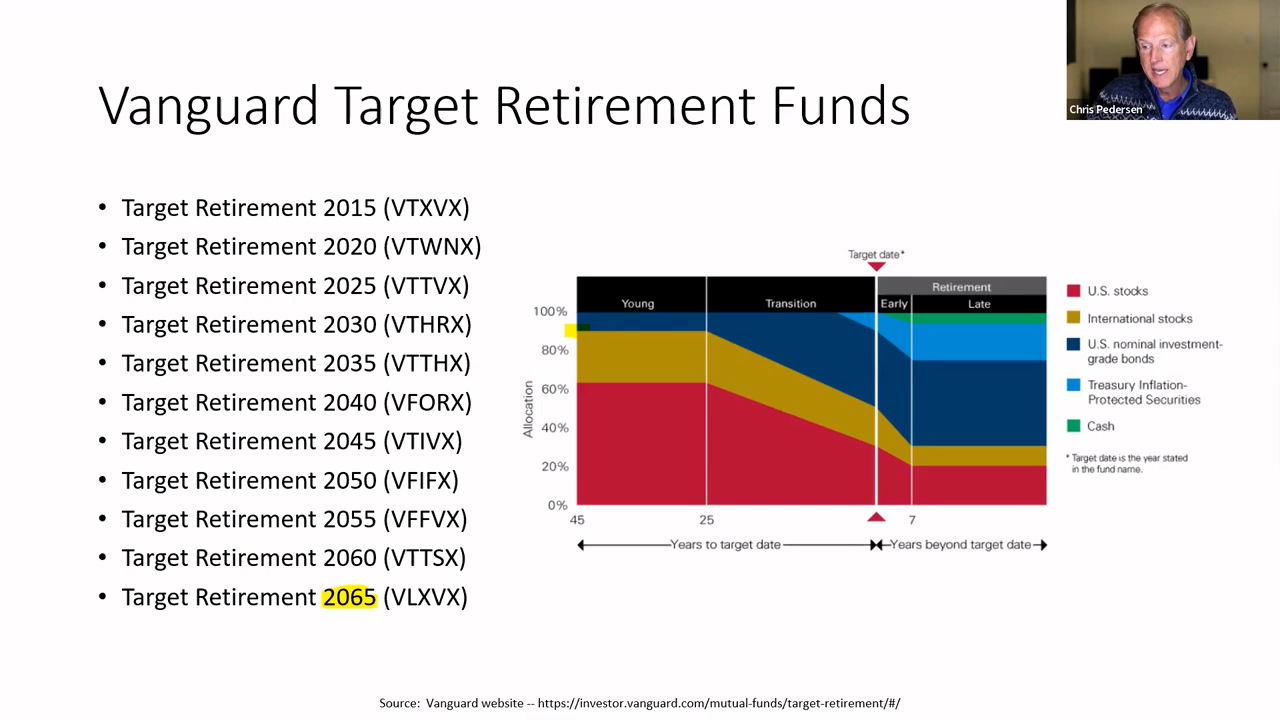 Chris Pedersen
Vanguard Target Retirement Funds
• Target Retirement 2015 (VTXVX)
• Target Retirement 2020 (VTWNX)
• Target Retirement 2025 (VTTVX)
• Target Retirement 2030 (VTHRX)
• Target Retirement 2035 (VTTHX)
• Target Retirement 2040 (VFORX)
• Target Retirement 2045 (VTIVX)
• Target Retirement 2050 (VFIFX)
• Target Retirement 2055 (VFFVX)
• Target Retirement 2060 (VTTSX)
• Target Retirement 2065 (VLXVX)
Target date*
Retirement
Young
Transition
Early
Late
100%
80%
60%
40%
20%
0%
Allocation
45
25
7
Years to target date
Years beyond target date
U.S. stocks
International stocks
U.S. nominal investment-
grade bonds
Treasury Inflation-
Protected Securities
Cash
* Target date is the year stated
in the fund name.
Source: Vanguard website -- https://investor.vanguard.com/mutual-funds/target-retirement/#/